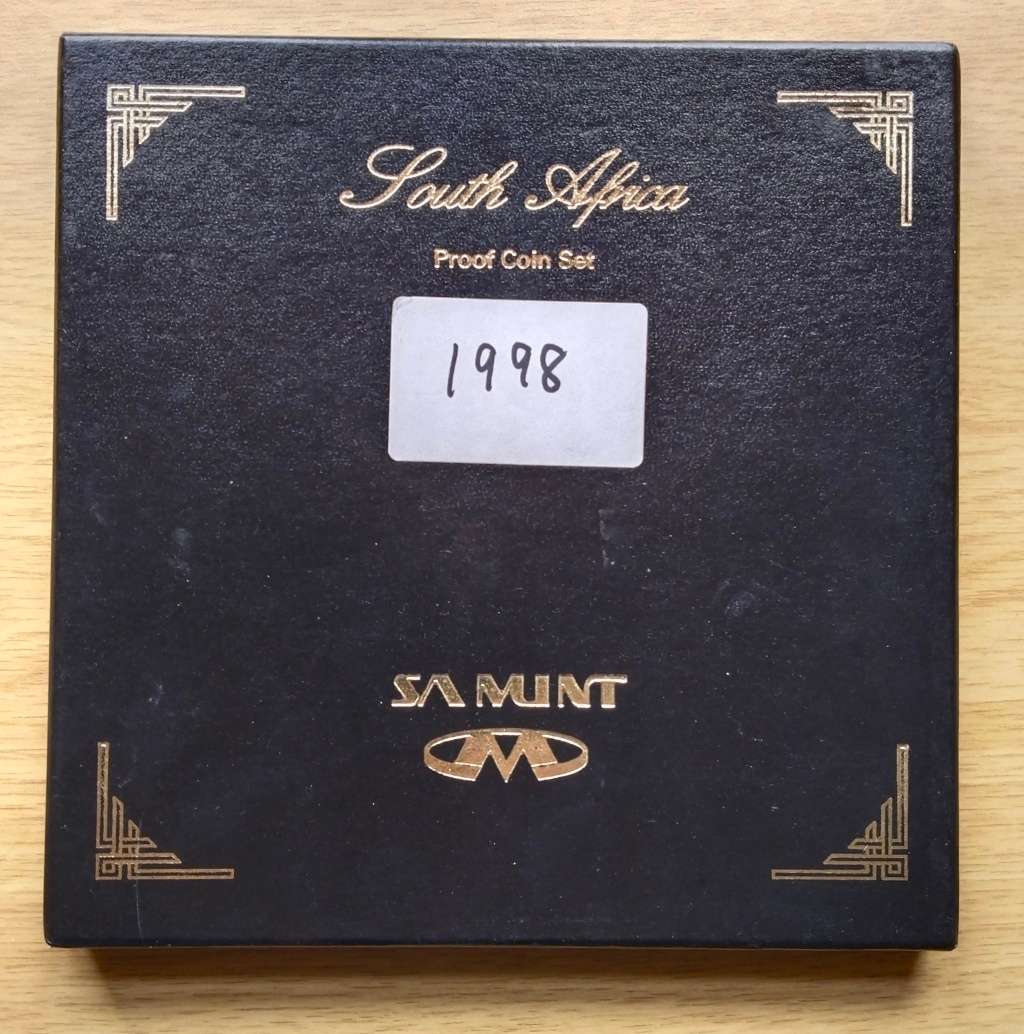 South Africa
Proof Coin Set
1998
SA MINT